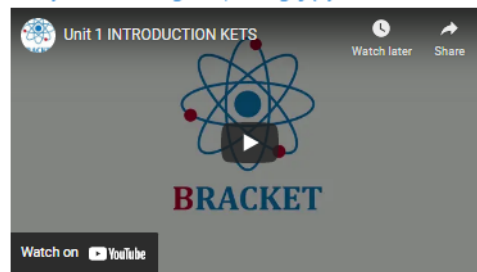 Unit 1 INTRODUCTION KETS
Watch later
Share
BRACKET
Watch on YouTube